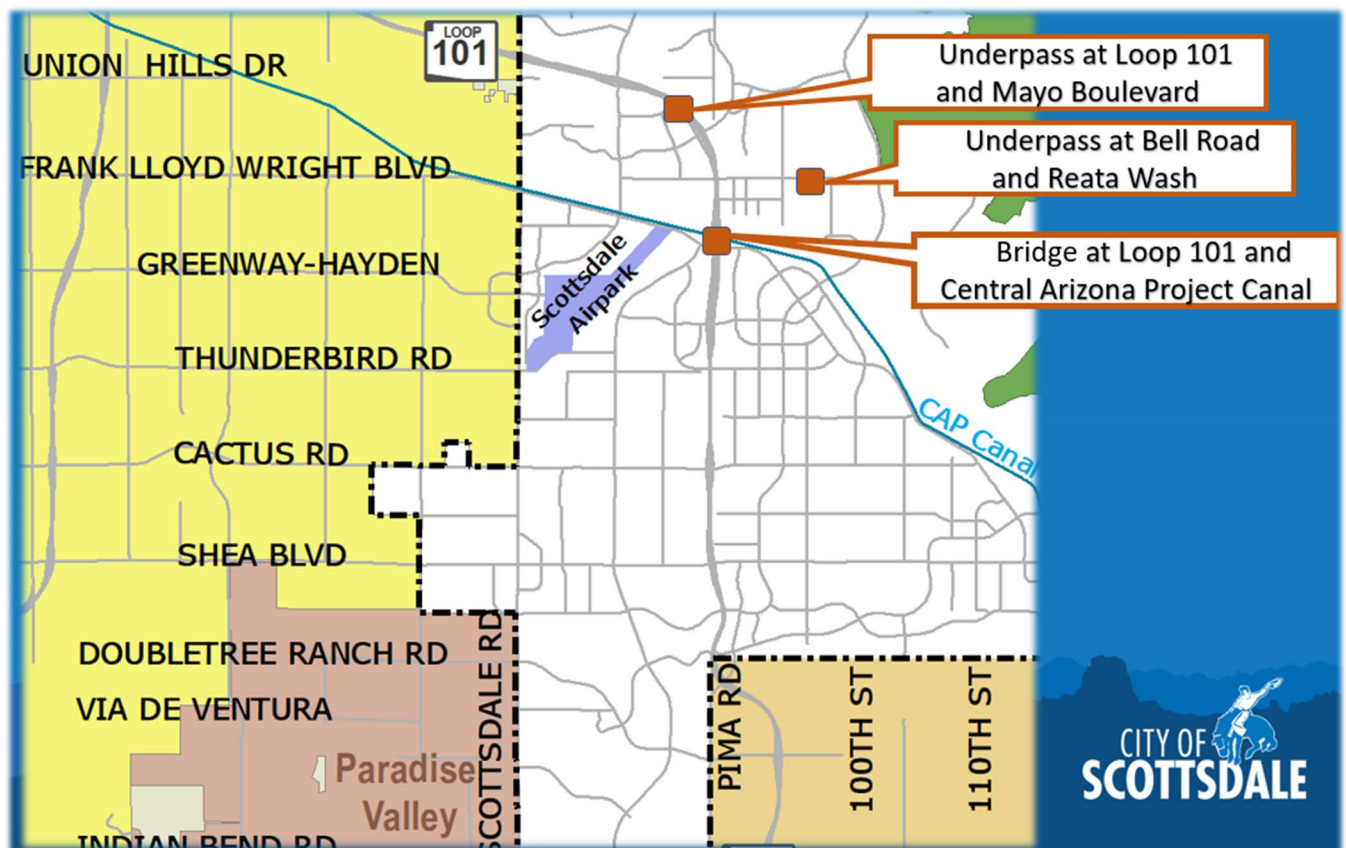 LOOP
101
UNION HILLS DR
Underpass at Loop 101
and Mayo Boulevard
Underpass at Bell Road
and Reata Wash
FRANK LLOYD WRIGHT BLVD
Bridge at Loop 101 and
Central Arizona Project Canal
GREENWAY-HAYDEN
Scottsdale
Airpark
THUNDERBIRD RD
CACTUS RD
CAP Canal
SHEA BLVD
DOUBLETREE RANCH RD
VIA DE VENTURA
SCOTTSDALE RD
PIMA RD
100TH ST
110TH ST
Paradise
Valley
INDIAN BEND RD
CITY OF
SCOTTSDALE